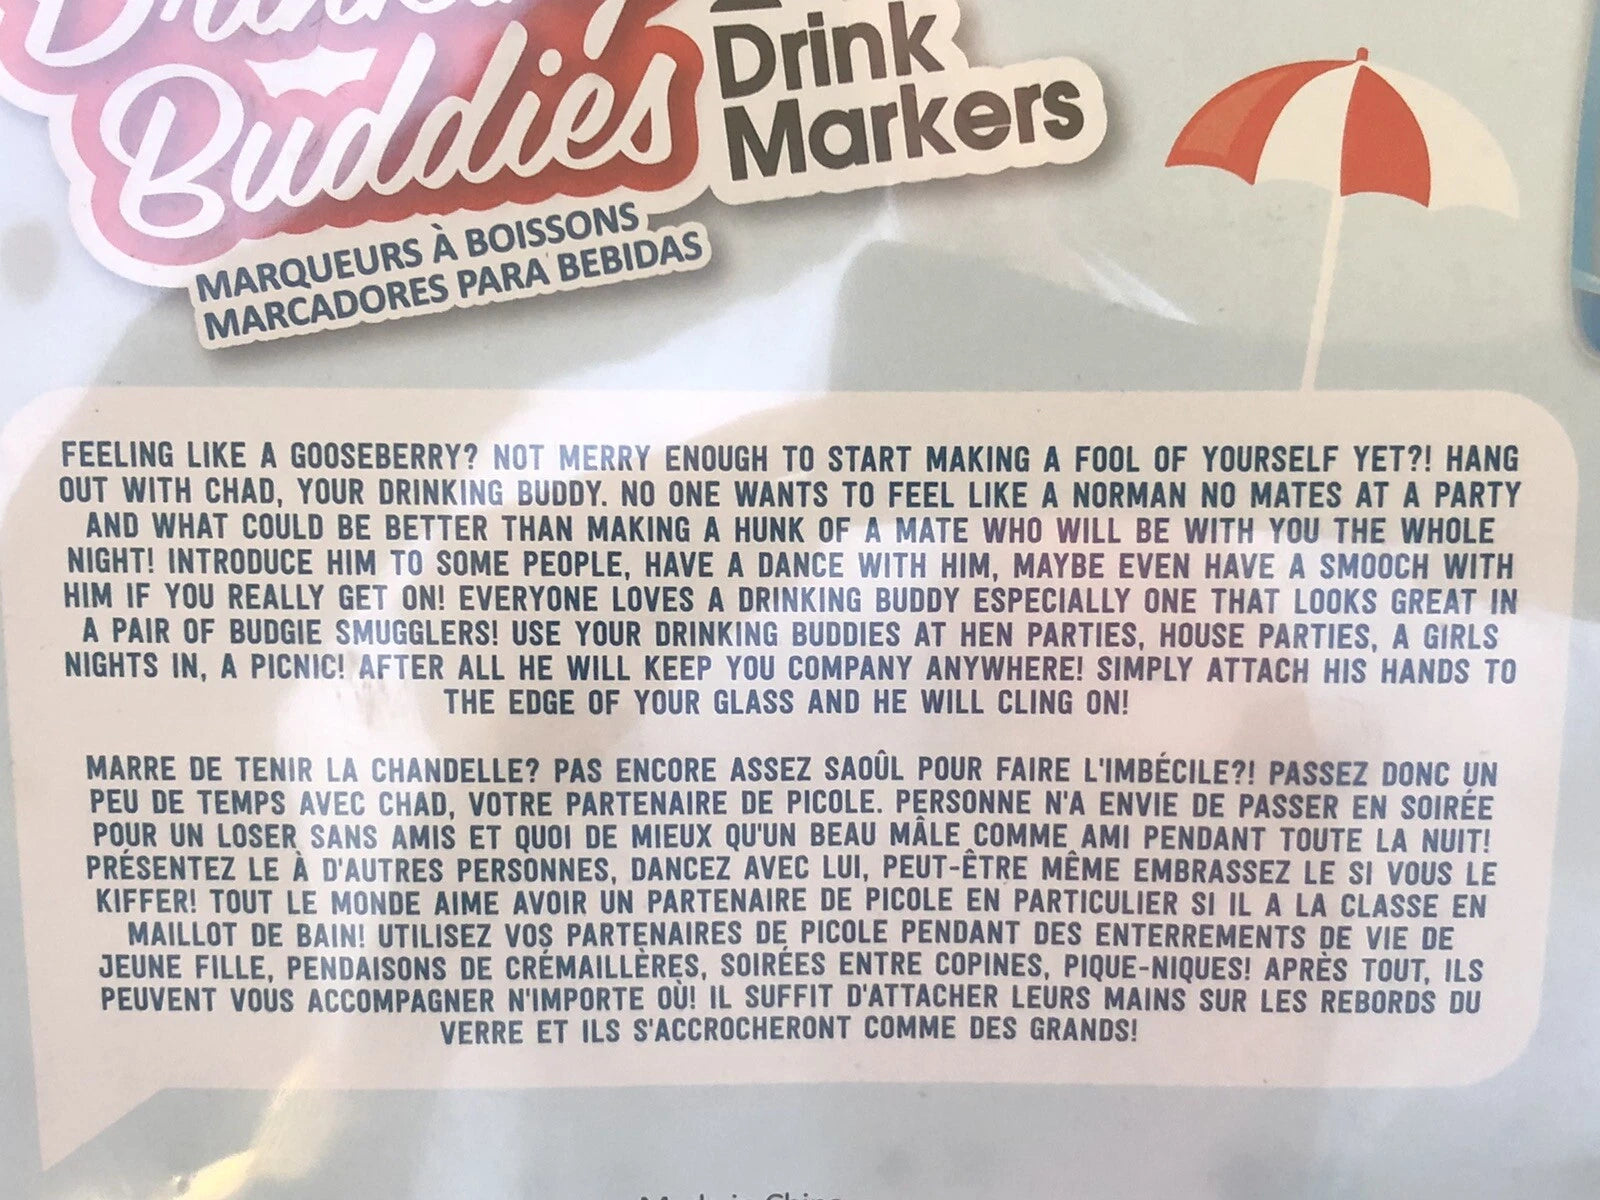 Drinking
Buddies
Drink
Markers
MARQUEURS À BOISSONS
MARCADORES PARA BEBIDAS
FEELING LIKE A GOOSEBERRY? NOT MERRY ENOUGH TO START MAKING A FOOL OF YOURSELF YET?! HANG
OUT WITH CHAD, YOUR DRINKING BUDDY. NO ONE WANTS TO FEEL LIKE A NORMAN NO MATES AT A PARTY
AND WHAT COULD BE BETTER THAN MAKING A HUNK OF A MATE WHO WILL BE WITH YOU THE WHOLE
NIGHT! INTRODUCE HIM TO SOME PEOPLE, HAVE A DANCE WITH HIM, MAYBE EVEN HAVE A SMOOCH WITH
HIM IF YOU REALLY GET ON! EVERYONE LOVES A DRINKING BUDDY ESPECIALLY ONE THAT LOOKS GREAT IN
A PAIR OF BUDGIE SMUGGLERS! USE YOUR DRINKING BUDDIES AT HEN PARTIES, HOUSE PARTIES, A GIRLS
NIGHTS IN, A PICNIC! AFTER ALL HE WILL KEEP YOU COMPANY ANYWHERE! SIMPLY ATTACH HIS HANDS TO
THE EDGE OF YOUR GLASS AND HE WILL CLING ON!
MARRE DE TENIR LA CHANDELLE? PAS ENCORE ASSEZ SAOÛL POUR FAIRE L'IMBÉCILE?! PASSEZ DONC UN
PEU DE TEMPS AVEC CHAD, VOTRE PARTENAIRE DE PICOLE. PERSONNE N'A ENVIE DE PASSER EN SOIRÉE
POUR UN LOSER SANS AMIS ET QUOI DE MIEUX QU'UN BEAU MÂLE COMME AMI PENDANT TOUTE LA NUIT!
PRÉSENTEZ LE À D'AUTRES PERSONNES, DANCEZ AVEC LUI, PEUT-ÊTRE MÊME EMBRASSEZ LE SI VOUS LE
KIFFER! TOUT LE MONDE AIME AVOIR UN PARTENAIRE DE PICOLE EN PARTICULIER SI IL A LA CLASSE EN
MAILLOT DE BAIN! UTILISEZ VOS PARTENAIRES DE PICOLE PENDANT DES ENTERREMENTS DE VIE DE
JEUNE FILLE, PENDAISONS DE CRÉMAILLÈRES, SOIRÉES ENTRE COPINES, PIQUE-NIQUES! APRÈS TOUT, ILS
PEUVENT VOUS ACCOMPAGNER N'IMPORTE OÙ! IL SUFFIT D'ATTACHER LEURS MAINS SUR LES REBORDS DU
VERRE ET ILS S'ACCROCHERONT COMME DES GRANDS!
Made in China